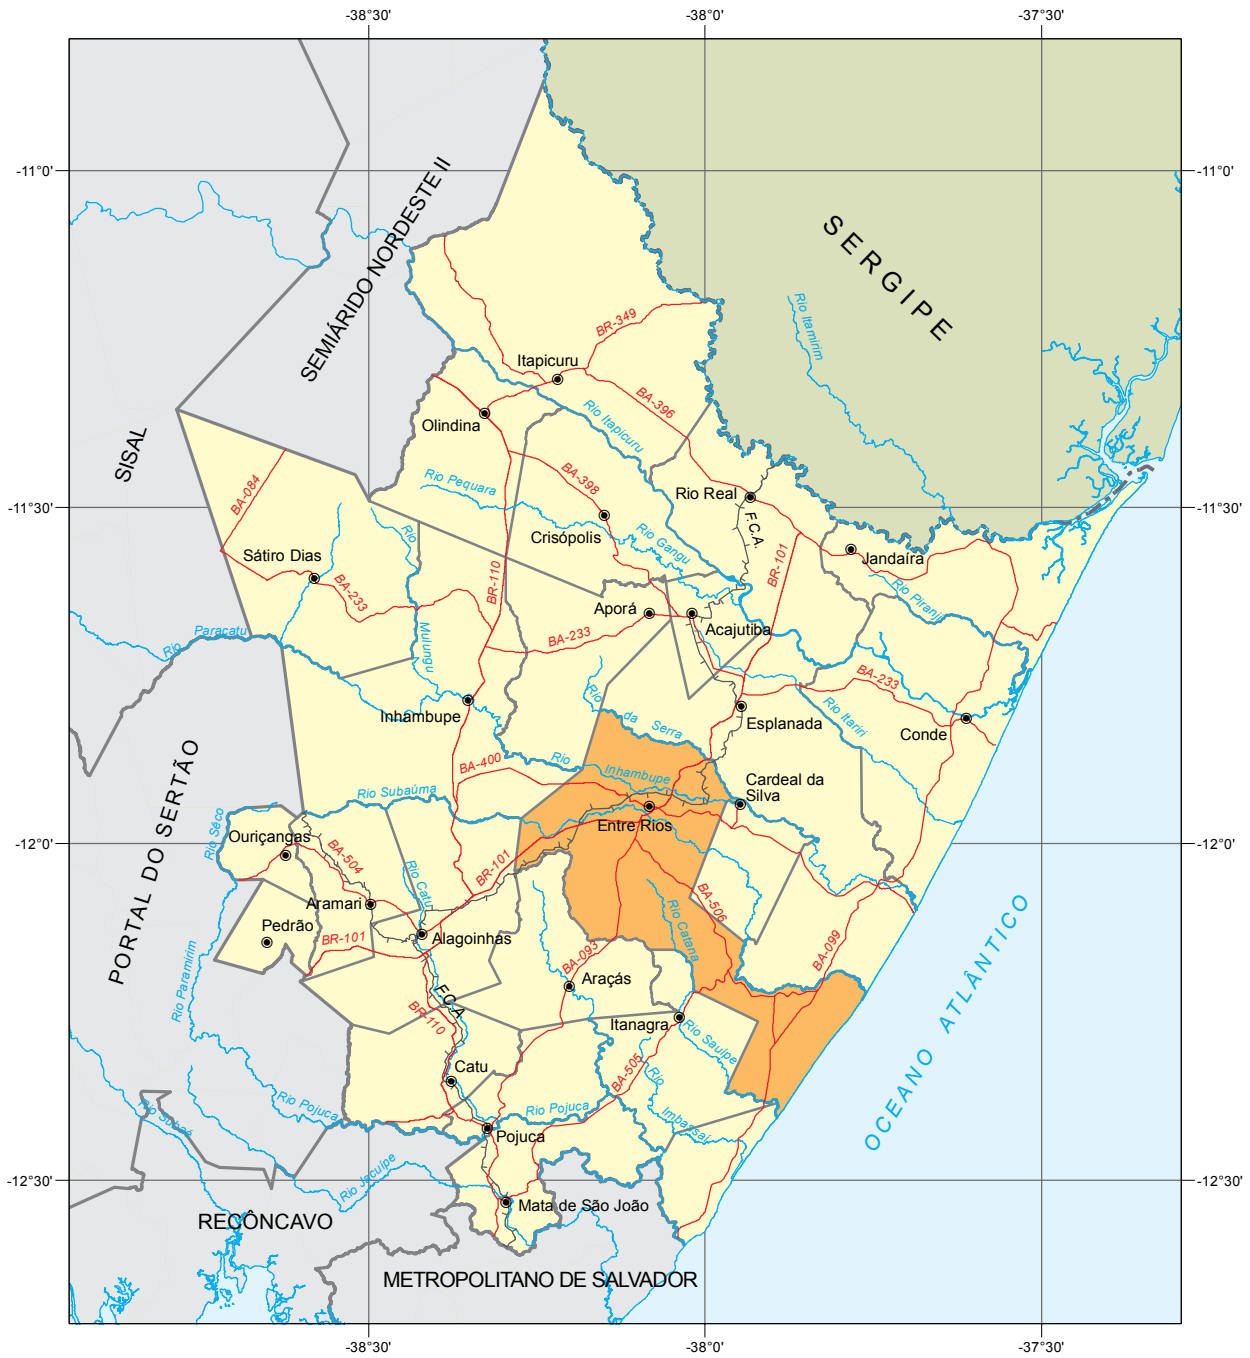 -38°30'
-38°0'
-37°30'
-11°0'
-11°0'
SEMIÁRIDO NORDESTE II
SERGIPE
Rio Itamirim
BR-349
Itapicuru
BA-396
Olindina
Rio Itapicuru
SISAL
BA-084
Rio Pequara
BA-398
Rio Real
-11°30'
-11°30'
Crisópolis
Rio Gangu
F.C.A.
BR-101
Jandaíra
Sátiro Dias
Rio
BR-110
BA-233
Aporá
Acajutiba
Rio Piranji
Rio Paracatu
Mulungu
BA-233
BA-233
Inhambupe
Rio da Serra
Esplanada
Rio Itariri
Conde
PORTAL DO SERTÃO
BA-400
Rio Inhambupe
Cardeal da
Silva
Rio Subaúma
Rio Sêco
Ouriçangas
Entre Rios
-12°0'
-12°0'
BA-504
Rio Catu
BR-101
BA-506
Aramari
Pedrão
BR-101
Alagoinhas
Rio Catana
BA-099
BA-093
Araçás
Rio Paramirim
F.C.A
BR-110
Itanagra
Rio Sauípe
OCEANO ATLÂNTICO
Catu
BA-505
Rio Imbassaí
Rio Subaé
Rio Pojuca
Rio Pojuca
Pojuca
Rio Jacuípe
-12°30'
-12°30'
Mata de São João
RECÔNCAVO
METROPOLITANO DE SALVADOR
-38°30'
-38°0'
-37°30'